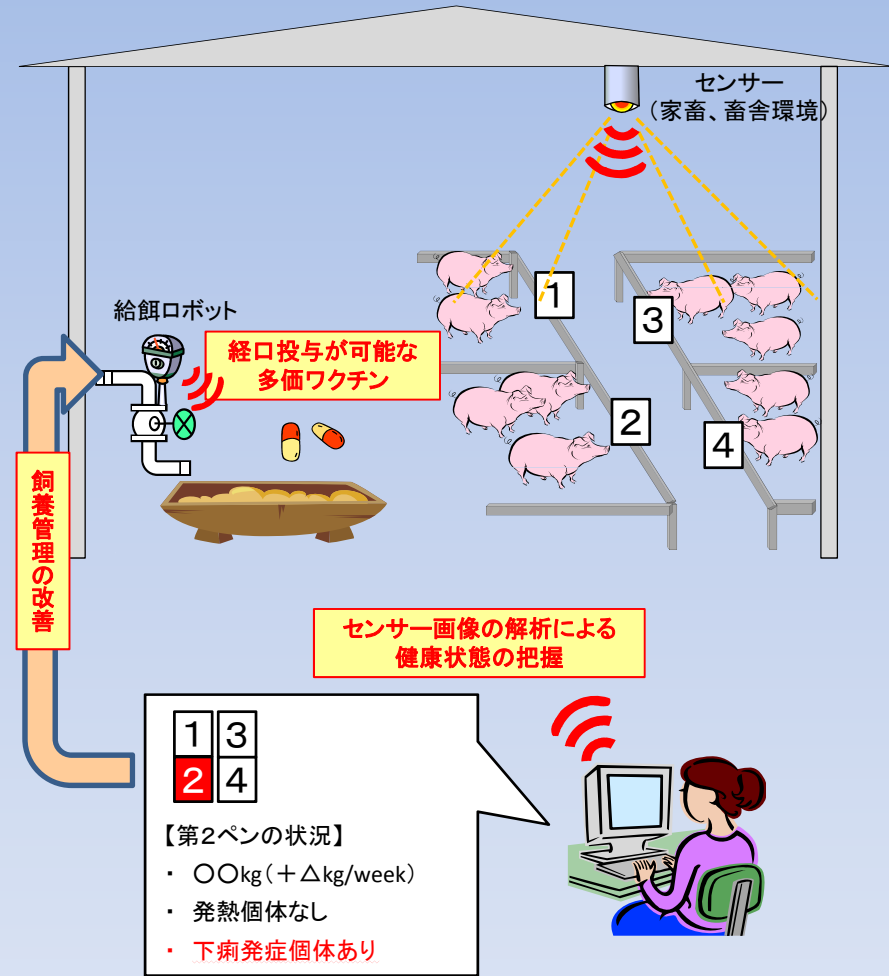 センサー
(家畜、畜舎環境)
1
3
2
4
給餌ロボット
経口投与が可能な
多価ワクチン
飼養管理の改善
センサー画像の解析による
健康状態の把握
1 3
2 4
【第2ペンの状況】
・ 〇〇kg(+△kg/week)
・ 発熱個体なし
・ 下痢発症個体あり